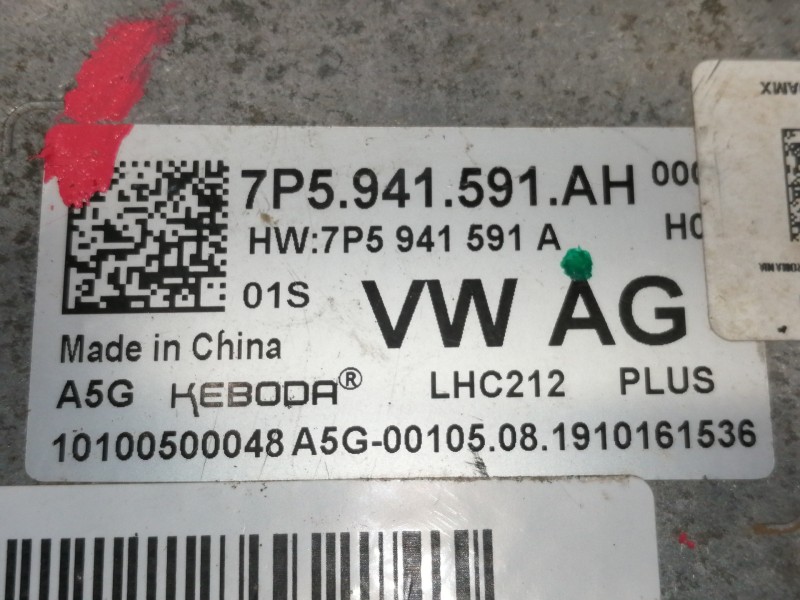 7P5.941.591.AH
HW:7P5 941 591 A
01S
VW AG
Made in China
A5G KEBODA® LHC212 PLUS
10100500048 A5G-00105.08.1910161536